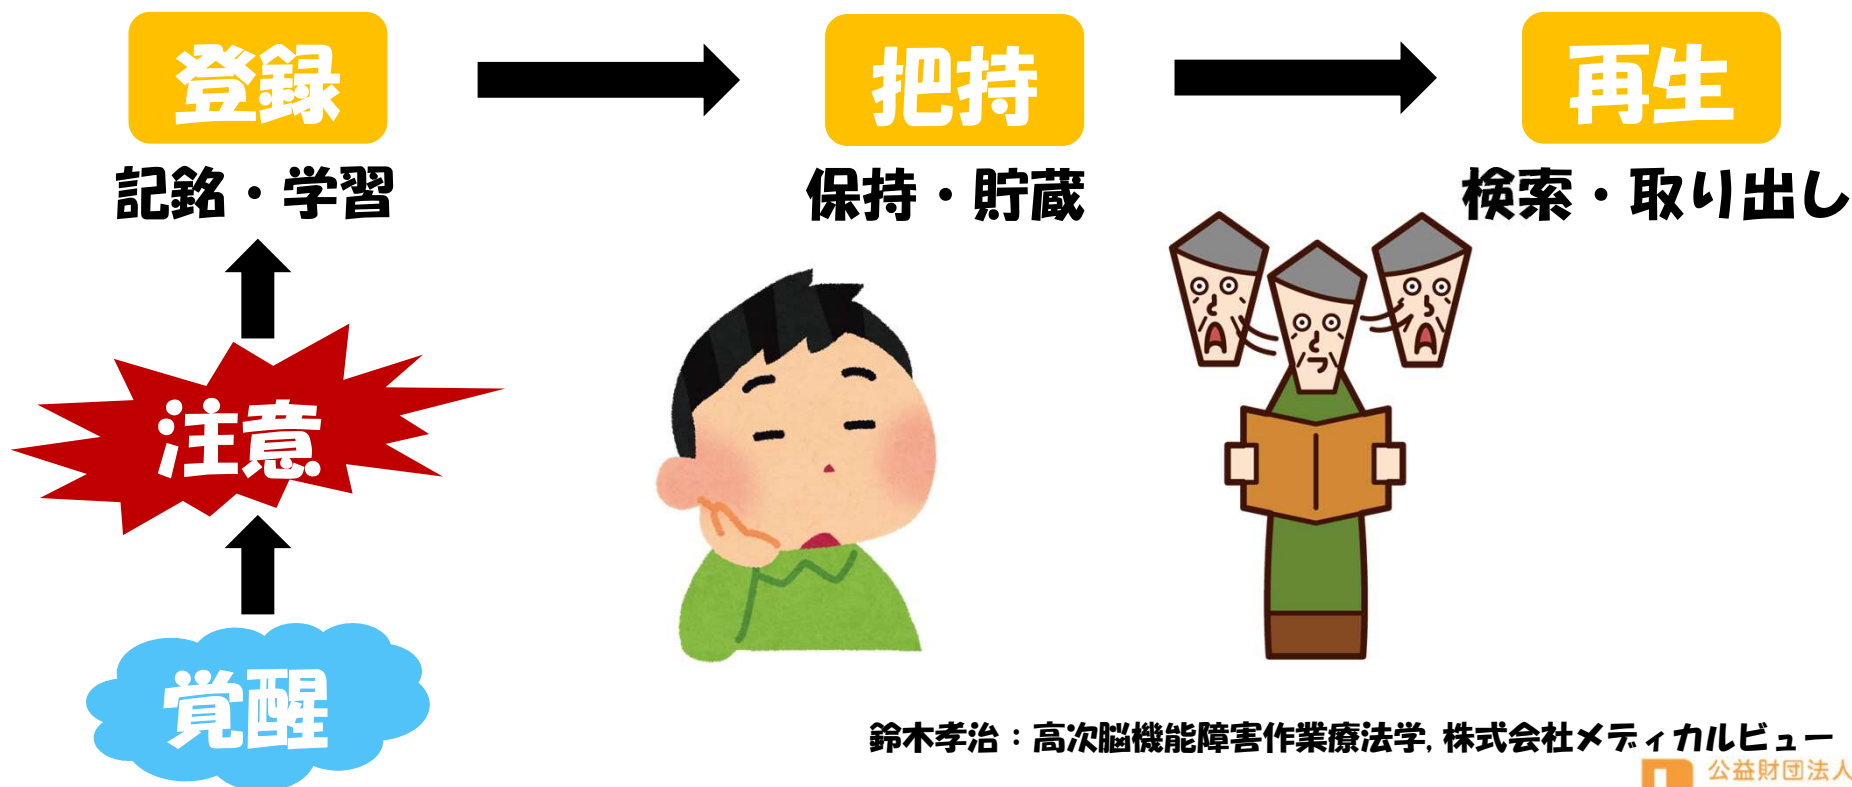 登録
把持
再生
記銘・学習
保持・貯蔵
検索・取り出し
注意
覚醒
鈴木孝治：高次脳機能障害作業療法学, 株式会社メディカルビュー
公益財団法人